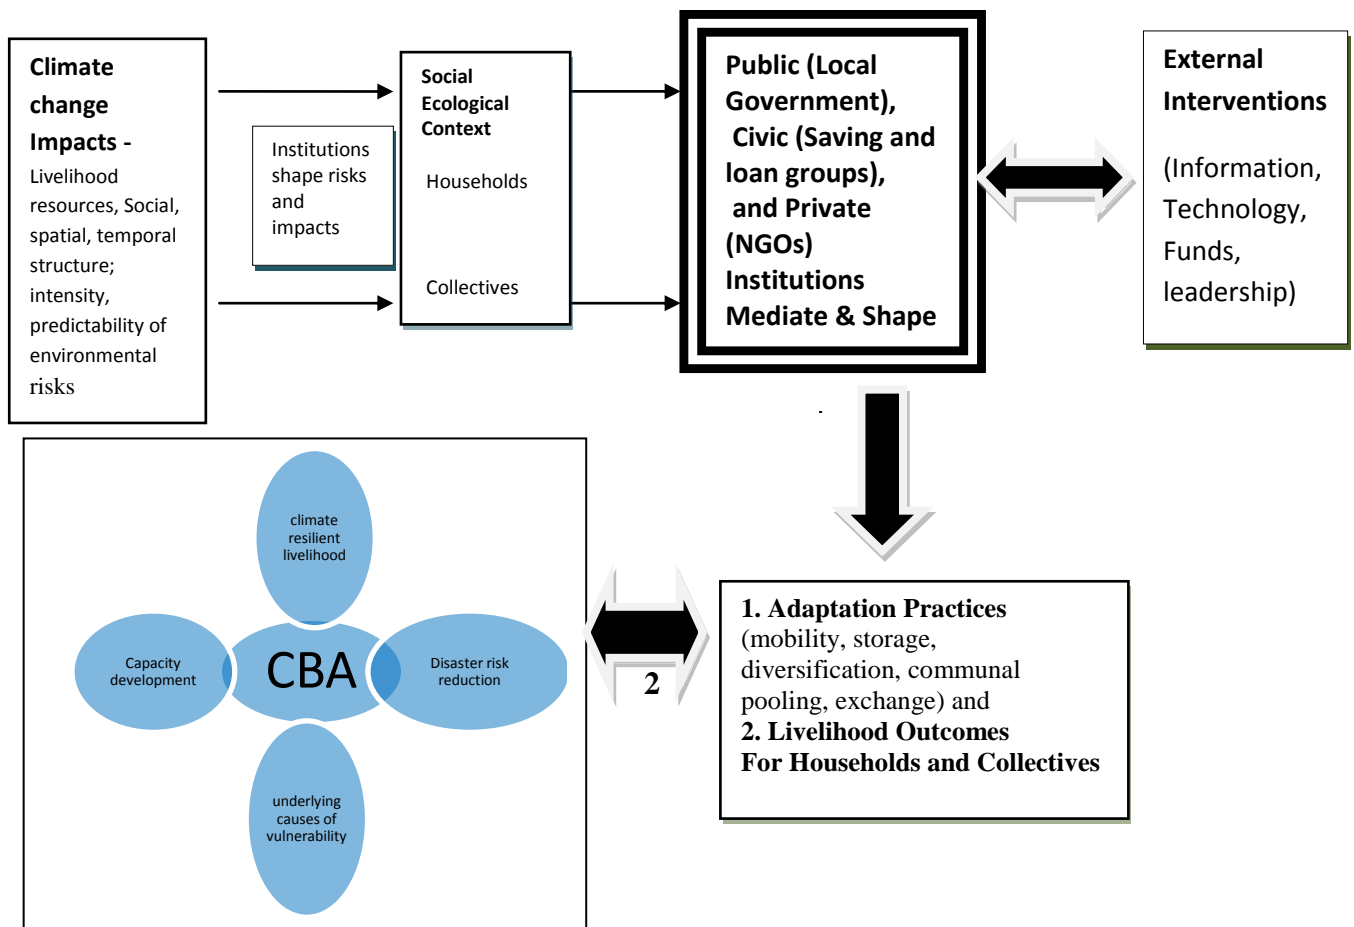 Climate
change
Impacts -
Livelihood
resources, Social,
spatial, temporal
structure;
intensity,
predictability of
environmental
risks
Institutions
shape risks
and
impacts
Social
Ecological
Context
Households
Collectives
Public (Local
Government),
Civic (Saving and
loan groups),
and Private
(NGOs)
Institutions
Mediate & Shape
External
Interventions
(Information,
Technology,
Funds,
leadership)
.
climate
resilient
livelihood
Capacity
development
CBA
Disaster risk
reduction
underlying
causes of
vulnerability
2
1. Adaptation Practices
(mobility, storage,
diversification, communal
pooling, exchange) and
2. Livelihood Outcomes
For Households and Collectives